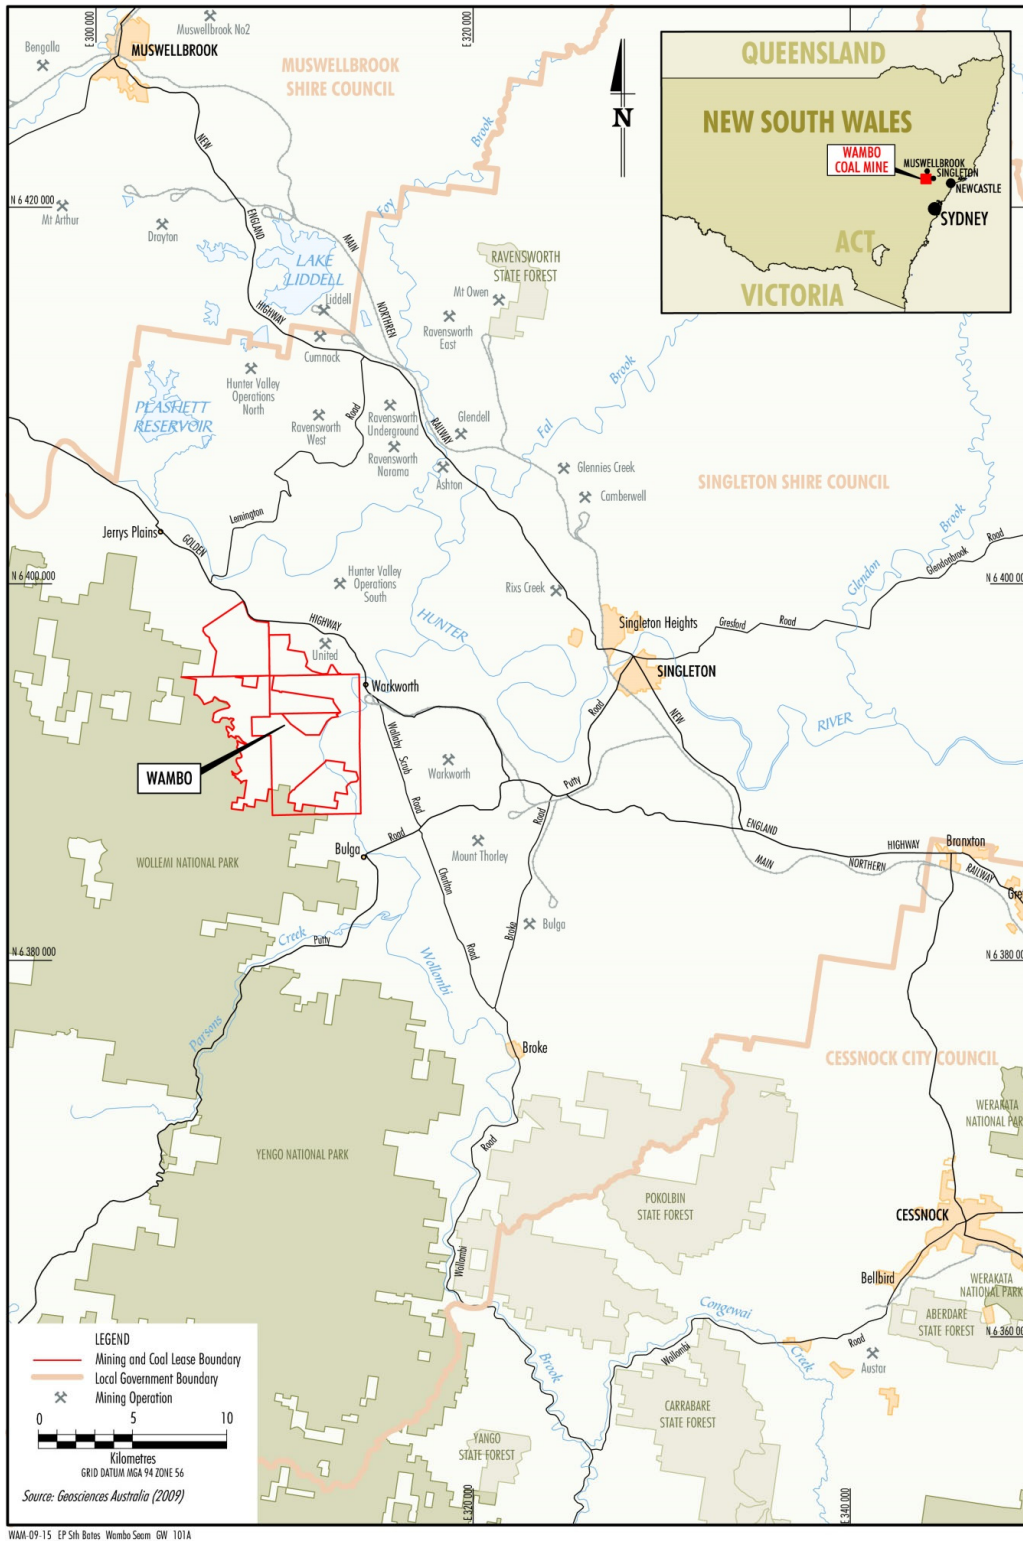 E 300 000
E 320 000
Muswellbrook No2
Bengalla
MUSWELLBROOK
MUSWELLBROOK
SHIRE COUNCIL
N
QUEENSLAND
NEW SOUTH WALES
WAMBO
COAL MINE
MUSWELLBROOK
SINGLETON
NEWCASTLE
SYDNEY
ACT
VICTORIA
NEW
Brook
Foy
N 6 420 000
Mt Arthur
Drayton
ENGLAND
MAIN
LAKE
LIDDELL
RAVENSWORTH
STATE FOREST
Mt Owen
Liddell
HIGHWAY
NORTHREN
Ravensworth
East
Cumnock
Hunter Valley
Operations
North
Brook
PLASHETT
RESERVOIR
Road
Ravensworth
West
Ravensworth
Underground
Glendell
RAILWAY
Fal
Ravensworth
Narama
Ashton
Glennies Creek
Camberwell
SINGLETON SHIRE COUNCIL
Lemington
Jerrys Plains
GOLDEN
Brook
Road
Glendonbrook
Glendon
N 6 400 000
N 6 400 00
Hunter Valley
Operations
South
Rixs Creek
HUNTER
HIGHWAY
United
Singleton Heights
Gresford
Road
SINGLETON
Warkworth
Road
NEW
RIVER
Wallaby
Scrub
Road
WAMBO
Warkworth
Putty
Road
ENGLAND
Road
Bulga
Mount Thorley
HIGHWAY
Branxton
WOLLEMI NATIONAL PARK
MAIN
NORTHERN
RAILWAY
Charlton
Gre
Bulga
Broke
Creek
Putty
Road
N 6 380 000
N 6 380 00
Wollombi
Parsons
Broke
CESSNOCK CITY COUNCIL
WERAKATA
NATIONAL PAR
Road
YENGO NATIONAL PARK
POKOLBIN
STATE FOREST
CESSNOCK
Wollombi
Bellbird
WERAKATA
NATIONAL PARK
Congewai
ABERDARE
STATE FOREST
N 6 360 00
Road
Creek
Wollombi
Brook
Austar
CARRABARE
STATE FOREST
YANGO
STATE FOREST
LEGEND
Mining and Coal Lease Boundary
Local Government Boundary
Mining Operation
0 5 10
Kilometres
GRID DATUM MGA 94 ZONE 56
Source: Geosciences Australia (2009)
E 320 000
E 340 000
WAM-09-15 EP Sth Bates Wambo Seam GW 101A